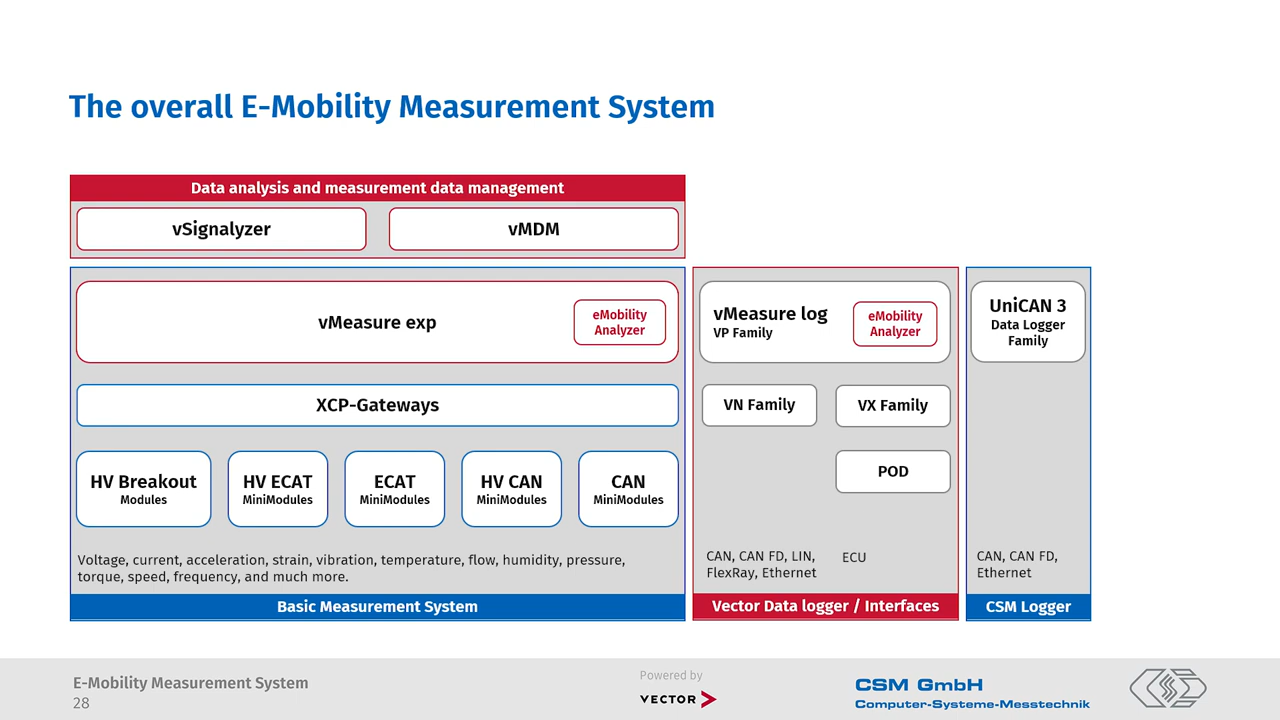 The overall E-Mobility Measurement System
Data analysis and measurement data management
vSignalyzer
vMDM
vMeasure exp
eMobility
Analyzer
XCP-Gateways
HV Breakout
Modules
HV ECAT
MiniModules
ECAT
MiniModules
HV CAN
MiniModules
CAN
MiniModules
Voltage, current, acceleration, strain, vibration, temperature, flow, humidity, pressure,
torque, speed, frequency, and much more.
Basic Measurement System
vMeasure log
VP Family
eMobility
Analyzer
VN Family
VX Family
POD
CAN, CAN FD, LIN,
FlexRay, Ethernet
ECU
Vector Data logger / Interfaces
UniCAN 3
Data Logger
Family
CAN, CAN FD,
Ethernet
CSM Logger
E-Mobility Measurement System
28
Powered by
VECTOR
CSM GmbH
Computer-Systeme-Messtechnik